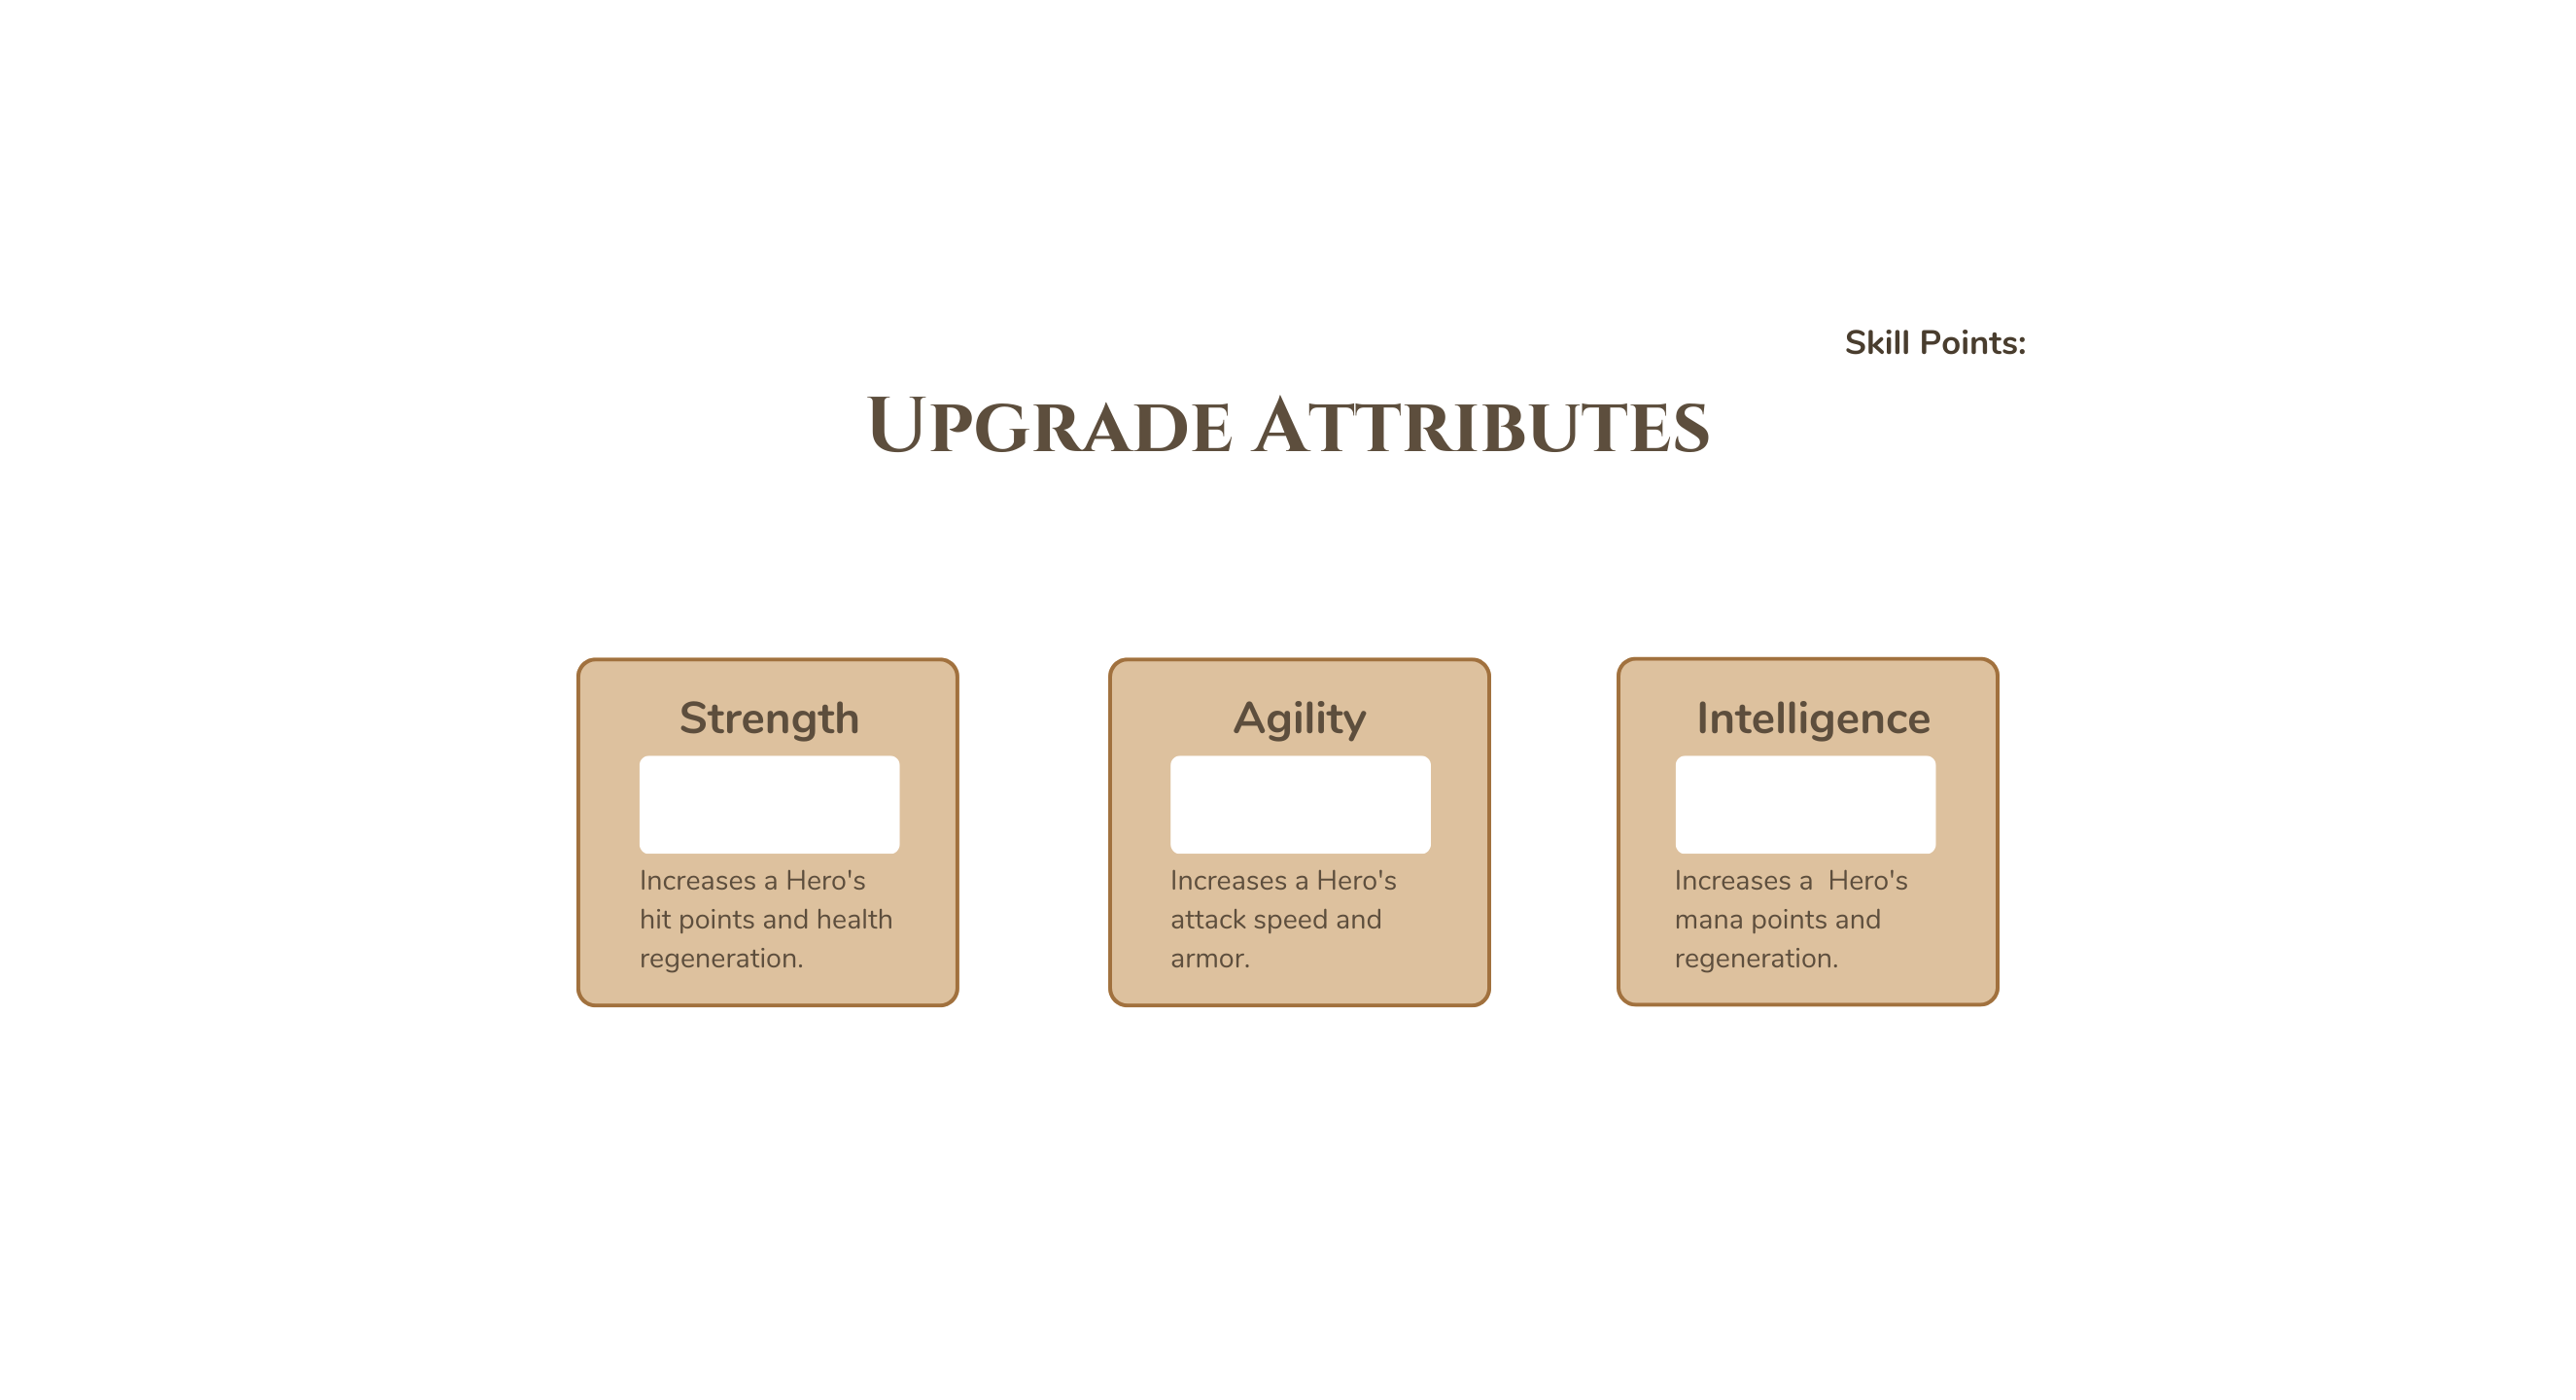 Skill Points:
Upgrade Attributes
Strength
Increases a Hero's
hit points and health
regeneration.
Agility
Increases a Hero's
attack speed and
armor.
Intelligence
Increases a  Hero's
mana points and
regeneration.